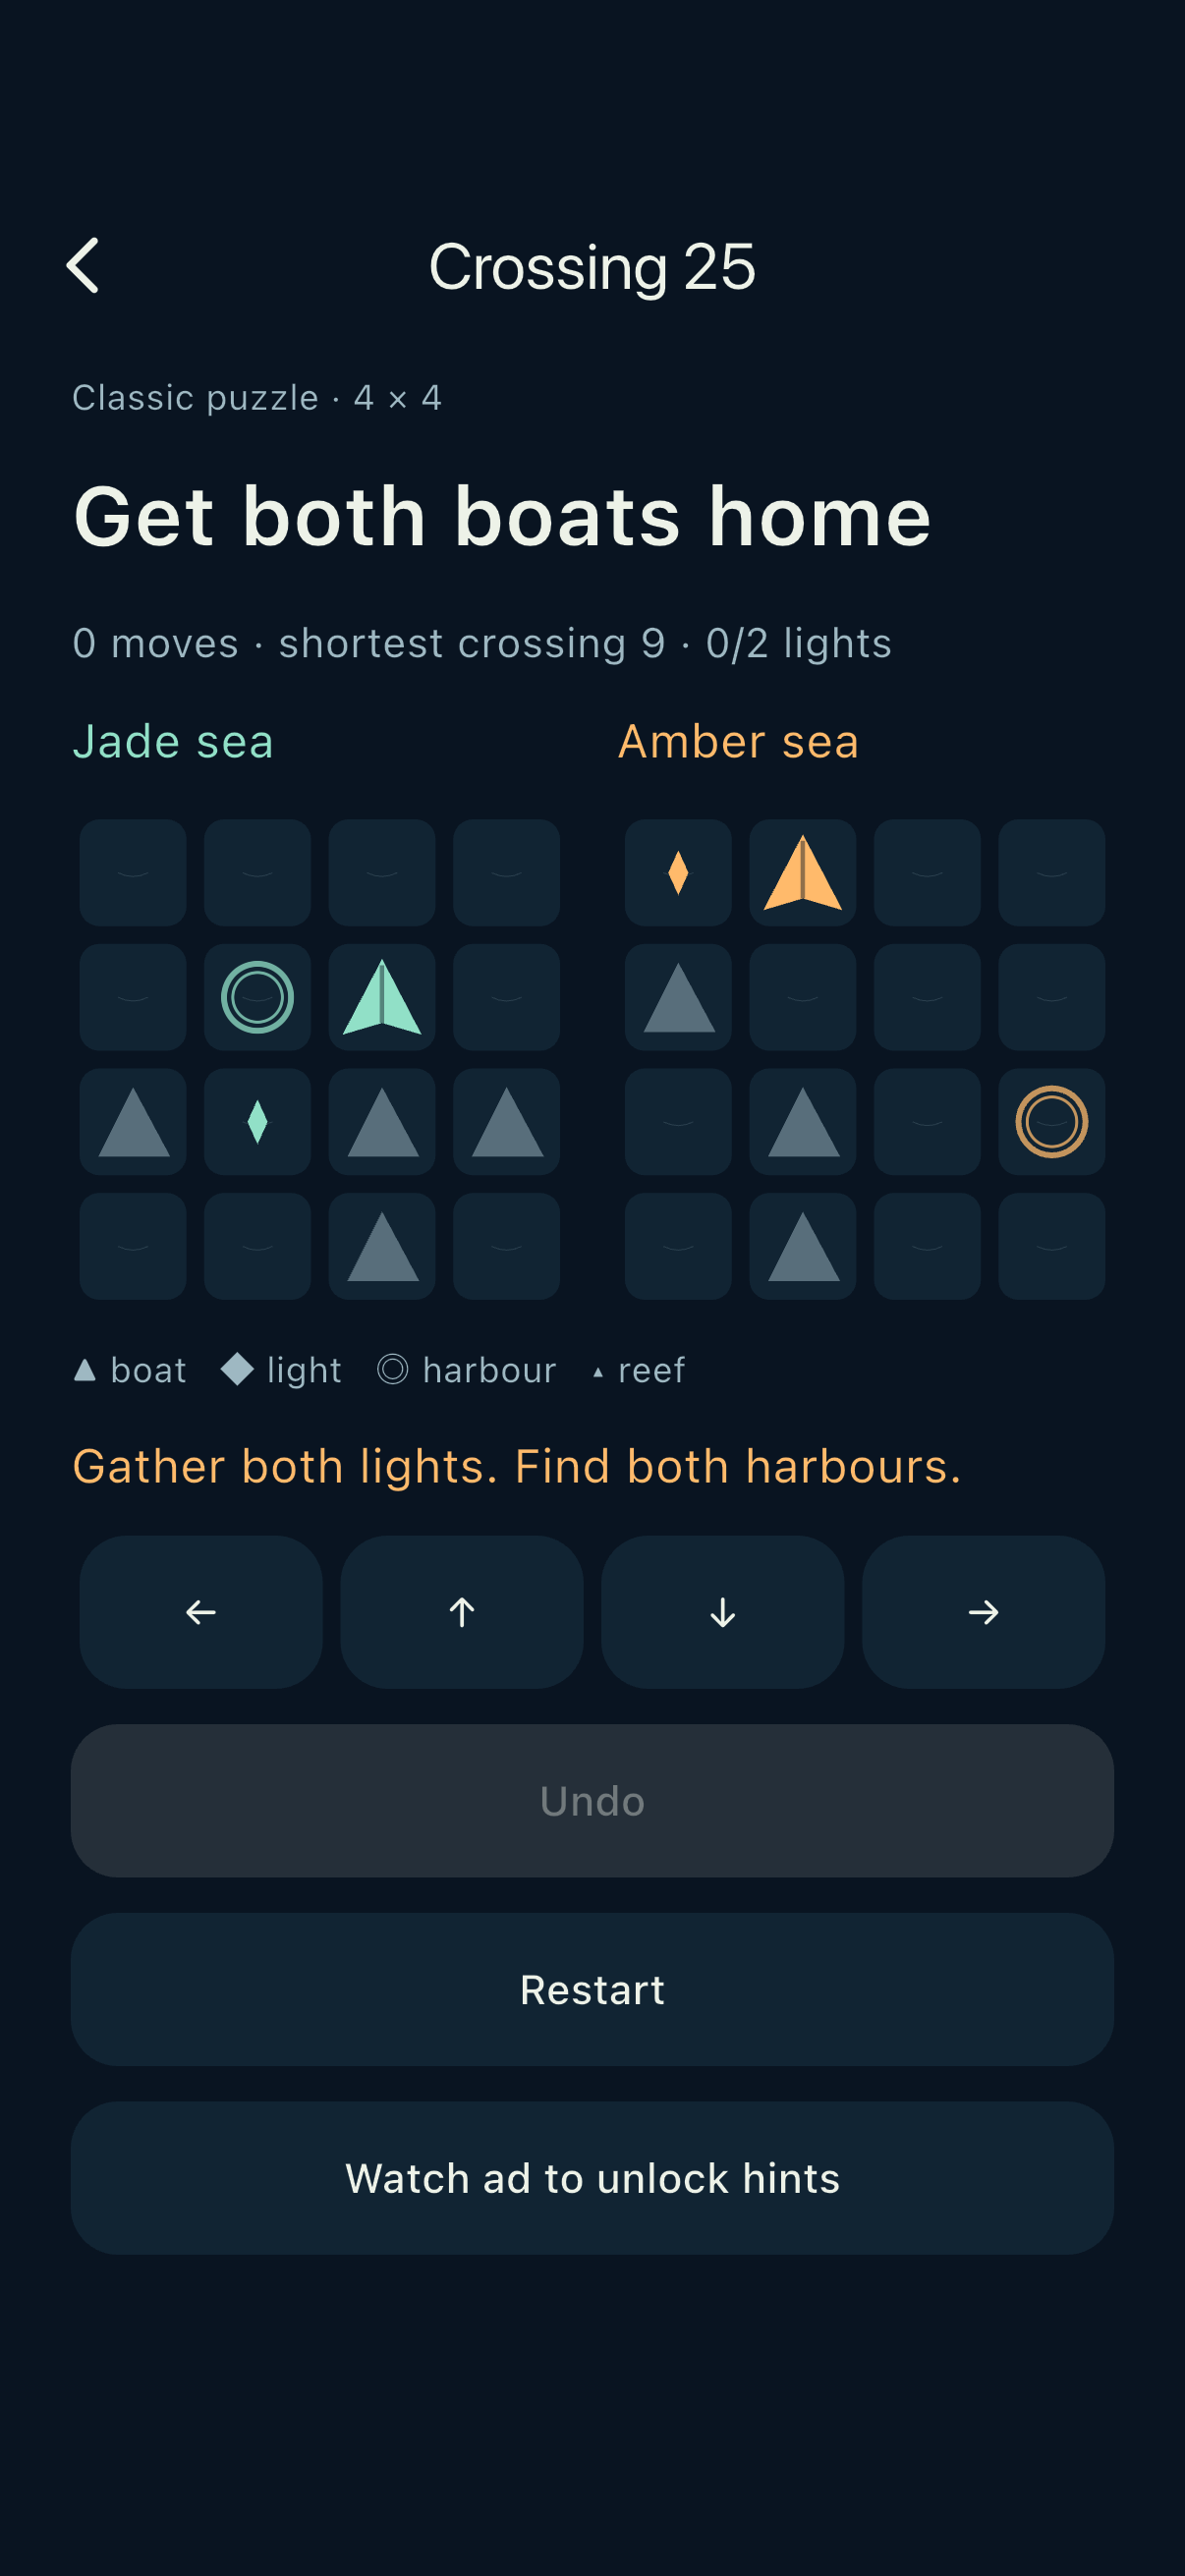 Crossing 25
Classic puzzle · 4 × 4
Get both boats home
0 moves · shortest crossing 9 · 0/2 lights
Jade sea
Amber sea
boat light harbour reef
Gather both lights. Find both harbours.
← ↑ ↓ →
Undo
Restart
Watch ad to unlock hints